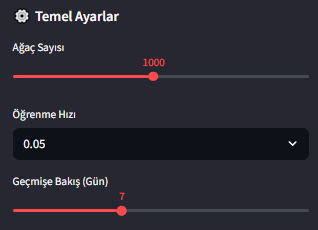 Temel Ayarlar
Ağaç Sayısı
1000
Öğrenme Hızı
0.05
Geçmişe Bakış (Gün)
7